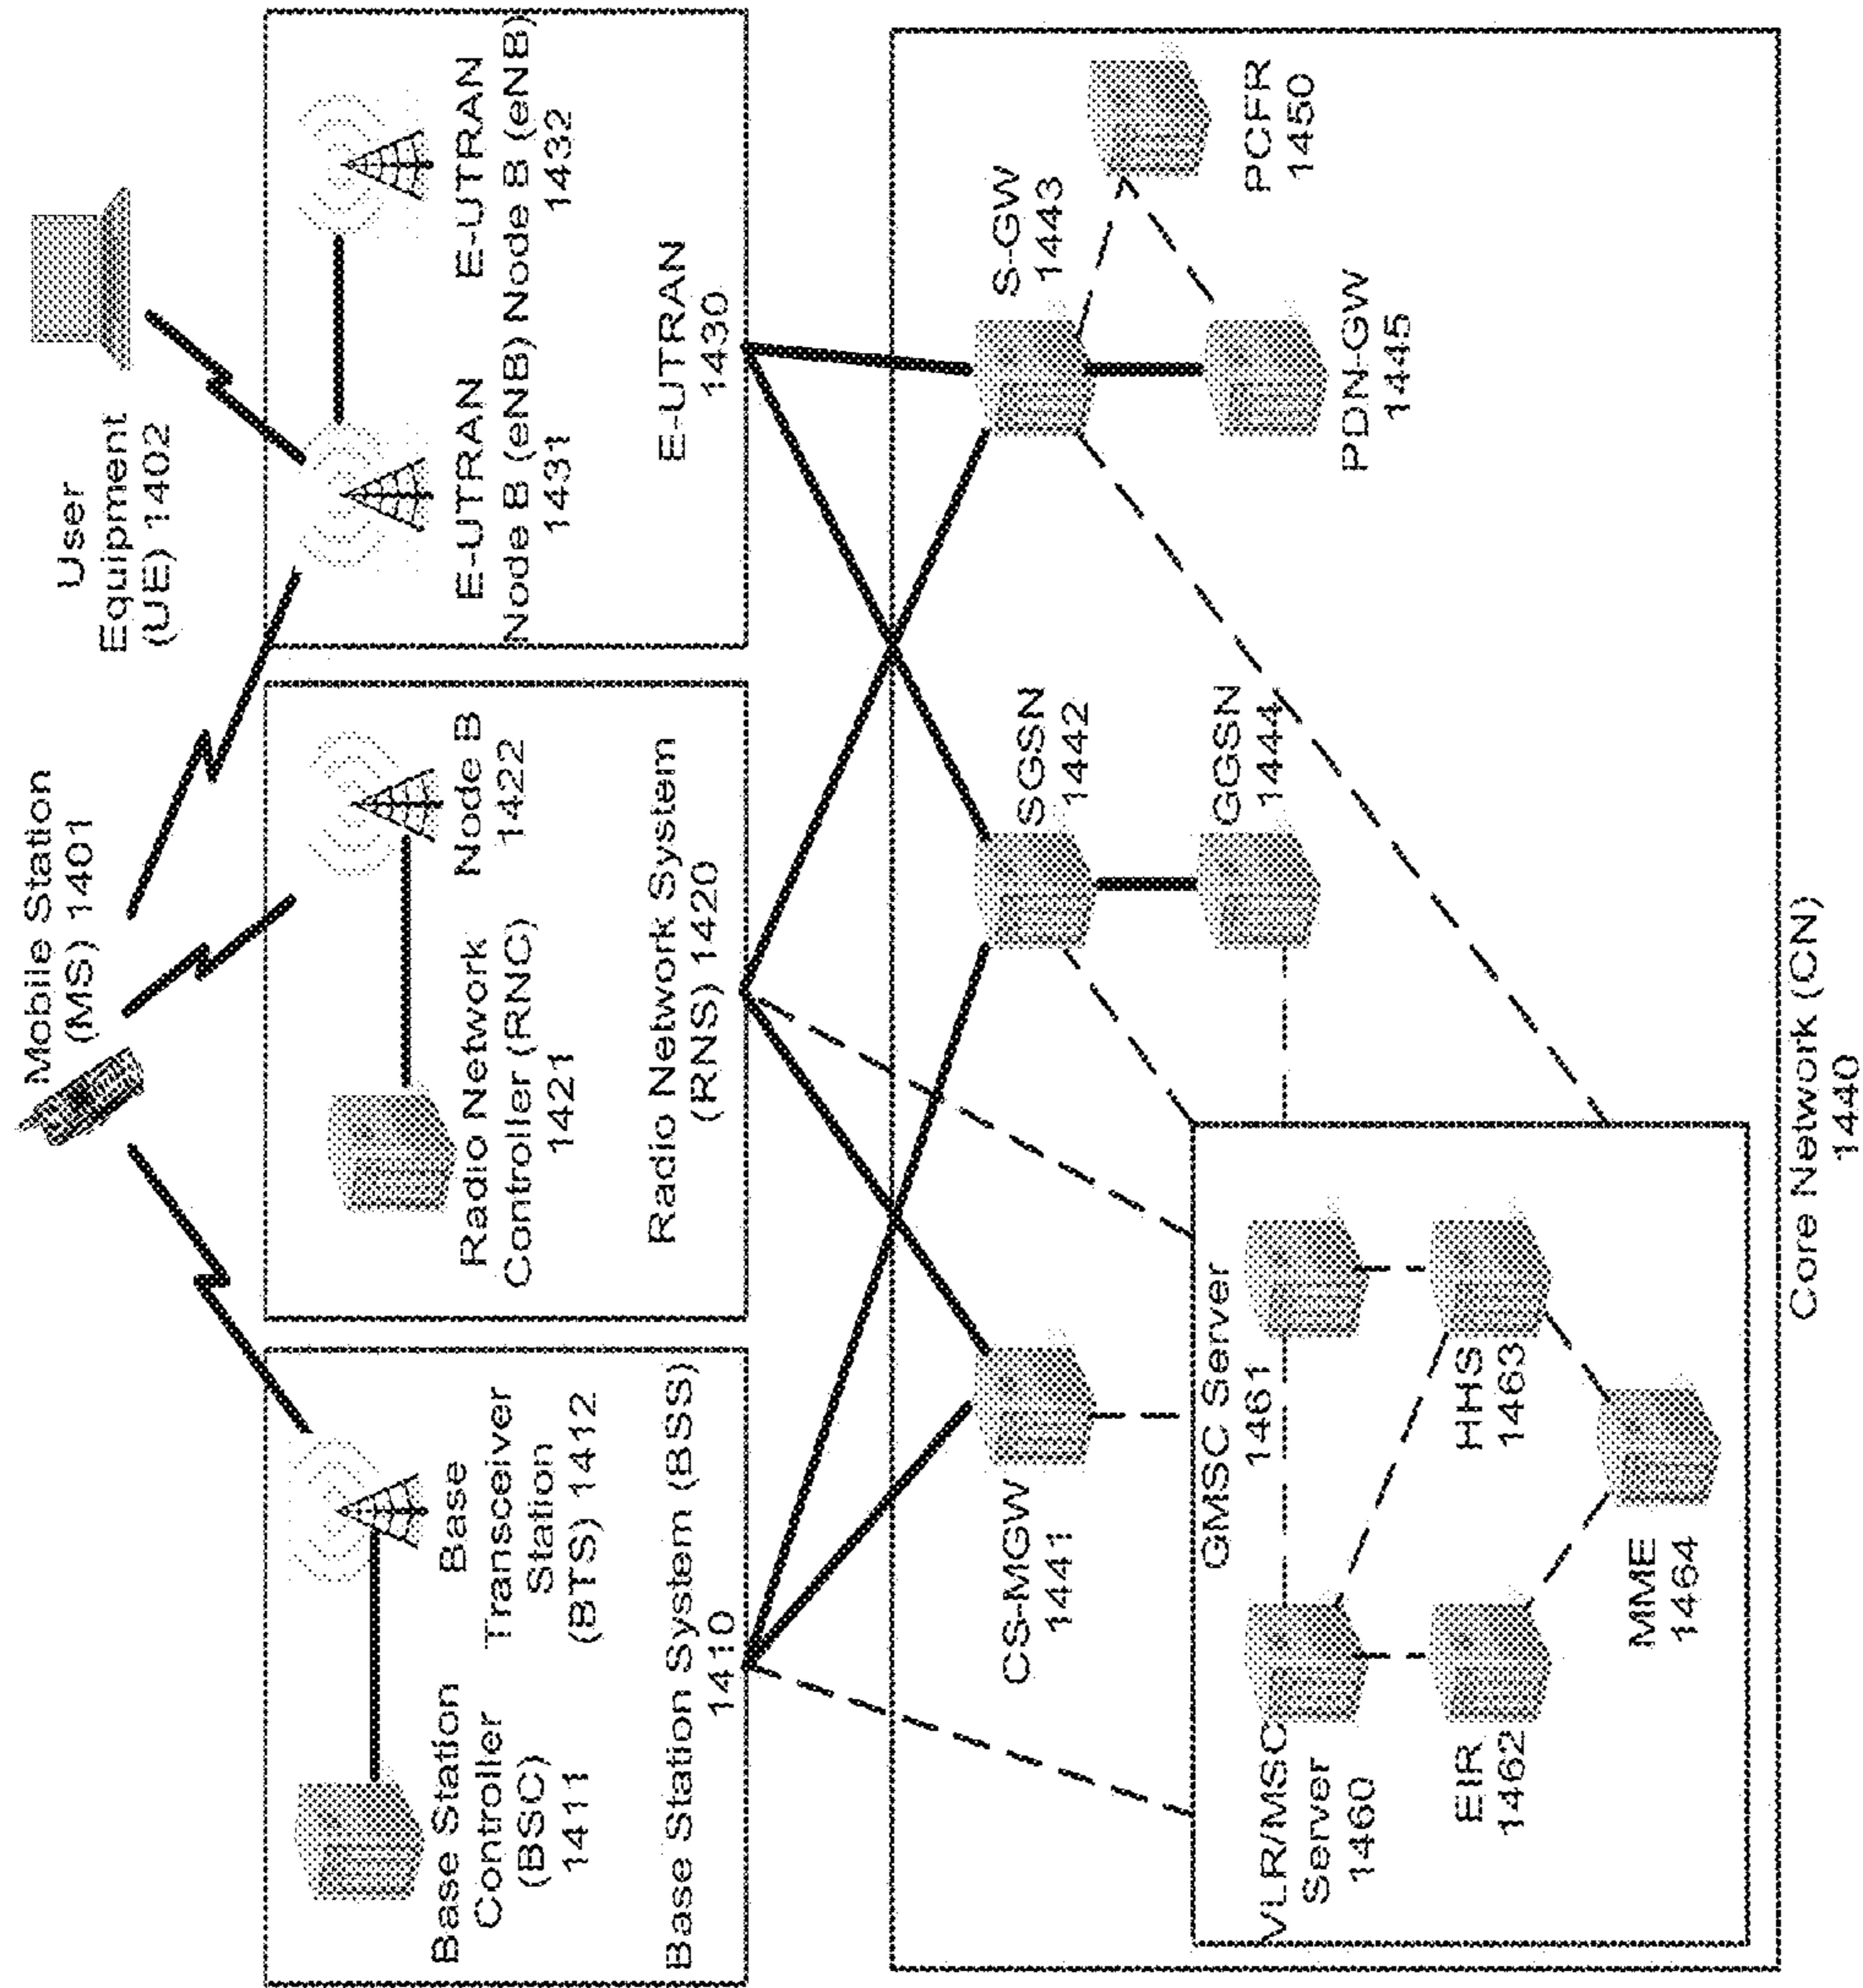 Mobile Station
(MS) 1401
User
Equipment
(UE) 1402
Base Station
Controller
(BSC)
1411
Base
Transceiver
Station
(BTS) 1412
Base Station System (BSS)
1410
Radio Network
Controller (RNC)
1421
Node B
1422
Radio Network System
(RNS) 1420
E-UTRAN
Node B (eNB)
1431
E-UTRAN
Node B (eNB)
1432
E-UTRAN
1430
CS-MGW
1441
SGSN
1442
S-GW
1443
GGSN
1444
PDN-GW
1445
PCFR
1450
GMSC Server
1461
VLR/MSC
Server
1460
HHS
1463
EIR
1462
MME
1464
Core Network (CN)
1440